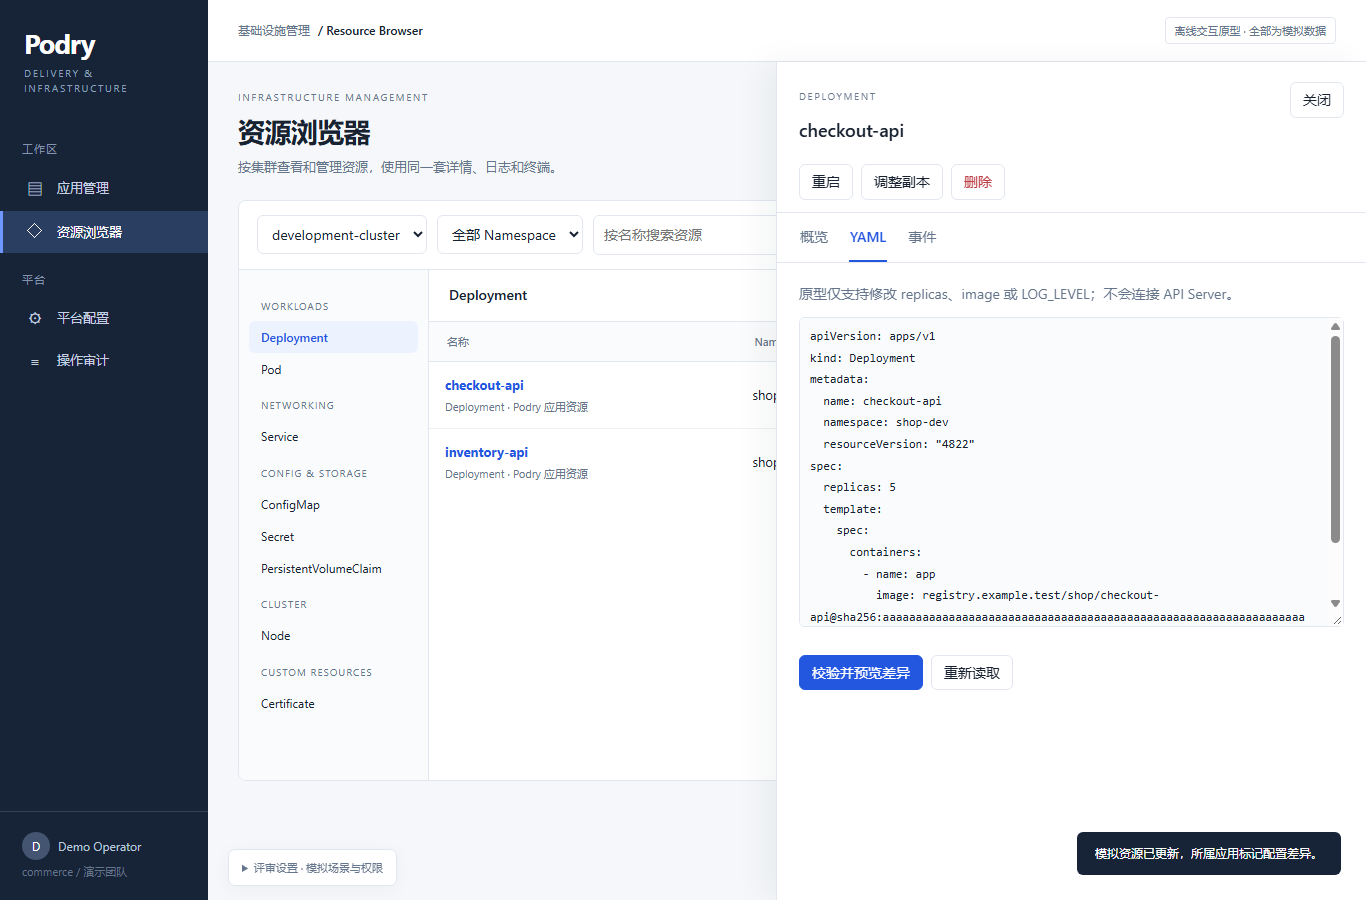 Podry
DELIVERY &
INFRASTRUCTURE
工作区
应用管理
资源浏览器
平台
平台配置
操作审计
D Demo Operator
commerce / 演示团队
基础设施管理 / Resource Browser
离线交互原型 · 全部为模拟数据
INFRASTRUCTURE MANAGEMENT
资源浏览器
按集群查看和管理资源，使用同一套详情、日志和终端。
development-cluster
全部 Namespace
按名称搜索资源
WORKLOADS
Deployment
Pod
NETWORKING
Service
CONFIG & STORAGE
ConfigMap
Secret
PersistentVolumeClaim
CLUSTER
Node
CUSTOM RESOURCES
Certificate
Deployment
名称 Nam
checkout-api
Deployment · Podry 应用资源
shop
inventory-api
Deployment · Podry 应用资源
shop
评审设置 · 模拟场景与权限
DEPLOYMENT
关闭
checkout-api
重启 调整副本 删除
概览 YAML 事件
原型仅支持修改 replicas、image 或 LOG_LEVEL；不会连接 API Server。
apiVersion: apps/v1
kind: Deployment
metadata:
  name: checkout-api
  namespace: shop-dev
  resourceVersion: "4822"
spec:
  replicas: 5
  template:
    spec:
      containers:
        - name: app
          image: registry.example.test/shop/checkout-
api@sha256:aaaaaaaaaaaaaaaaaaaaaaaaaaaaaaaaaaaaaaaaaaaaaaaaaaaaaaaaaaaaaaaa
校验并预览差异 重新读取
模拟资源已更新，所属应用标记配置差异。